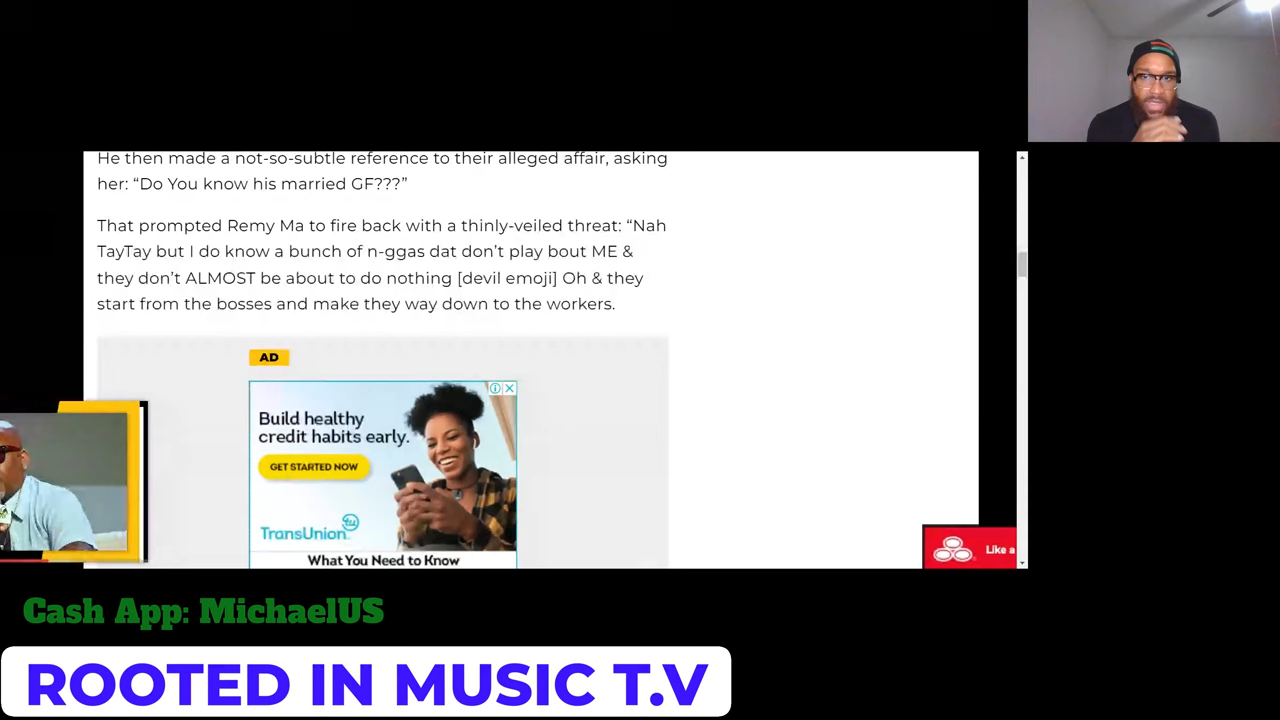 He then made a not-so-subtle reference to their alleged affair, asking
her: “Do You know his married GF???”
That prompted Remy Ma to fire back with a thinly-veiled threat: “Nah
TayTay but I do know a bunch of n-ggas dat don’t play bout ME &
they don’t ALMOST be about to do nothing [devil emoji] Oh & they
start from the bosses and make they way down to the workers.
AD
Build healthy
credit habits early.
GET STARTED NOW
TransUnion
tu
What You Need to Know
Like a
Cash App: MichaelUS
ROOTED IN MUSIC T.V